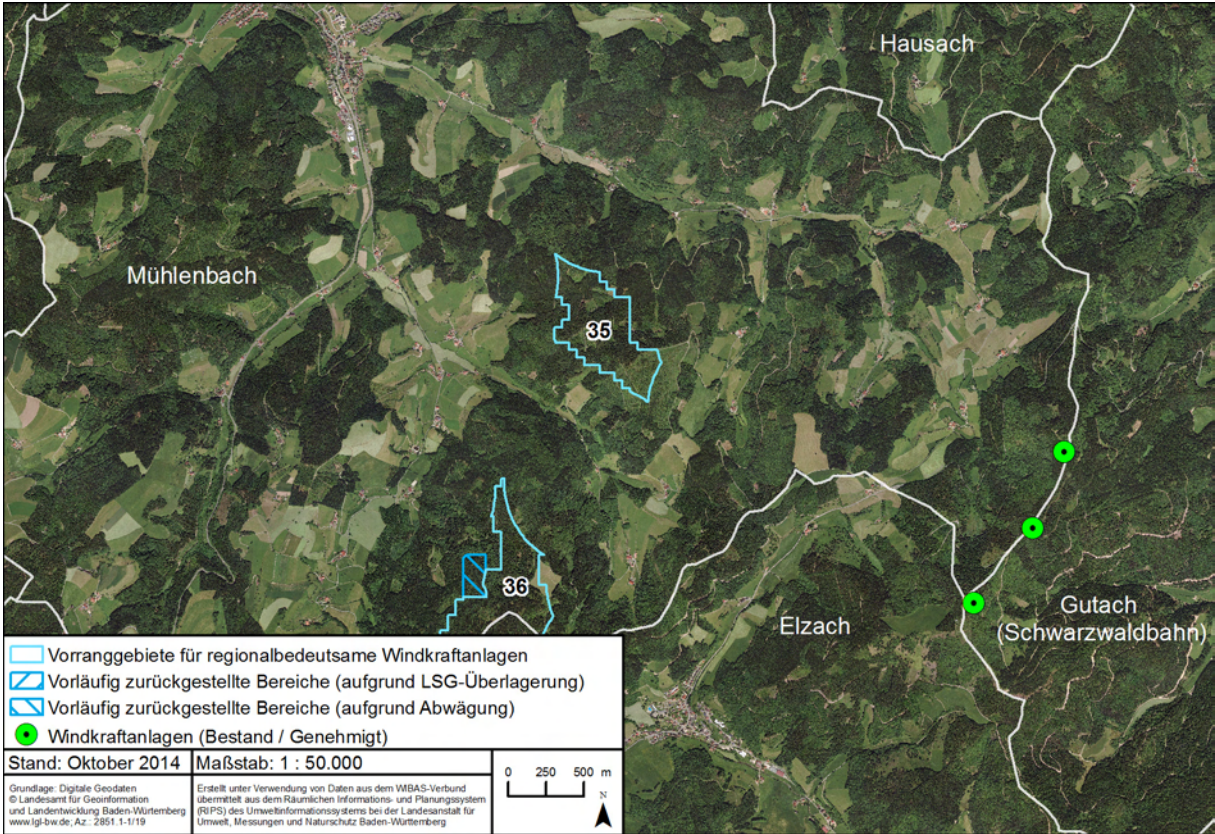 Hausach
Mühlenbach
35
36
Elzach
Gutach
(Schwarzwaldbahn)
Vorranggebiete für regionalbedeutsame Windkraftanlagen
Vorläufig zurückgestellte Bereiche (aufgrund LSG-Überlagerung)
Vorläufig zurückgestellte Bereiche (aufgrund Abwägung)
Windkraftanlagen (Bestand / Genehmigt)
Stand: Oktober 2014
Maßstab: 1 : 50.000
0 250 500 m
N
Grundlage: Digitale Geodaten
© Landesamt für Geoinformation
und Landentwicklung Baden-Württemberg
www.lgl-bw.de; Az.: 2851.1-1/19
Erstellt unter Verwendung von Daten aus dem WIBAS-Verbund
übermittelt aus dem Räumlichen Informations- und Planungssystem
(RIPS) des Umweltinformationssystems bei der Landesanstalt für
Umwelt, Messungen und Naturschutz Baden-Württemberg